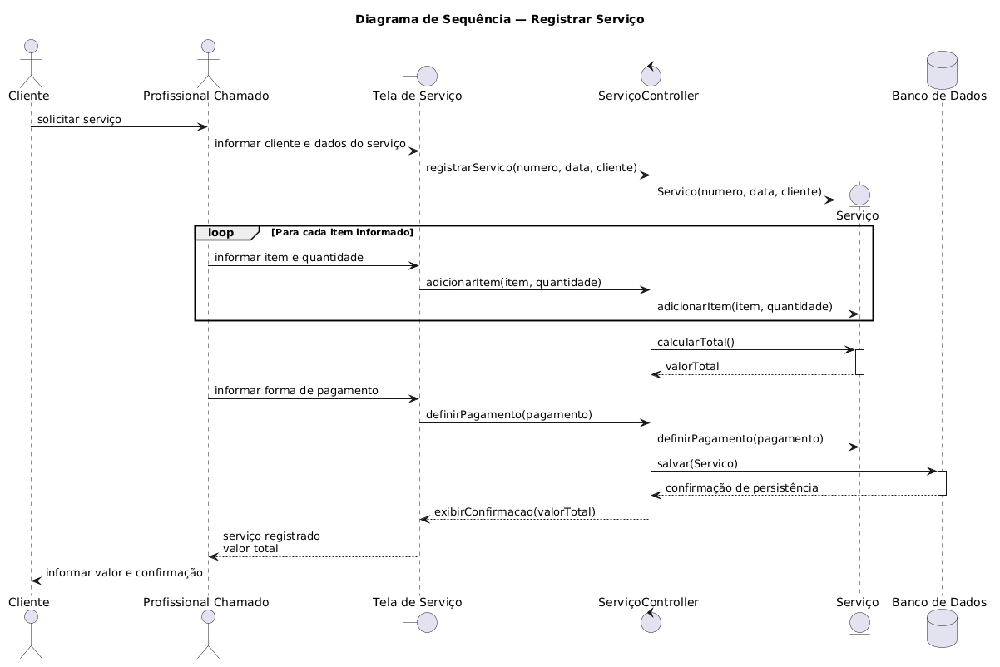 Diagrama de Sequência — Registrar Serviço
Cliente
Profissional Chamado
Tela de Serviço
ServiçoController
Banco de Dados
solicitar serviço
informar cliente e dados do serviço
registrarServico(numero, data, cliente)
Servico(numero, data, cliente)
Serviço
loop
[Para cada item informado]
informar item e quantidade
adicionarItem(item, quantidade)
adicionarItem(item, quantidade)
calcularTotal()
valorTotal
informar forma de pagamento
definirPagamento(pagamento)
definirPagamento(pagamento)
salvar(Servico)
confirmação de persistência
exibirConfirmacao(valorTotal)
serviço registrado
valor total
informar valor e confirmação
Cliente
Profissional Chamado
Tela de Serviço
ServiçoController
Serviço
Banco de Dados